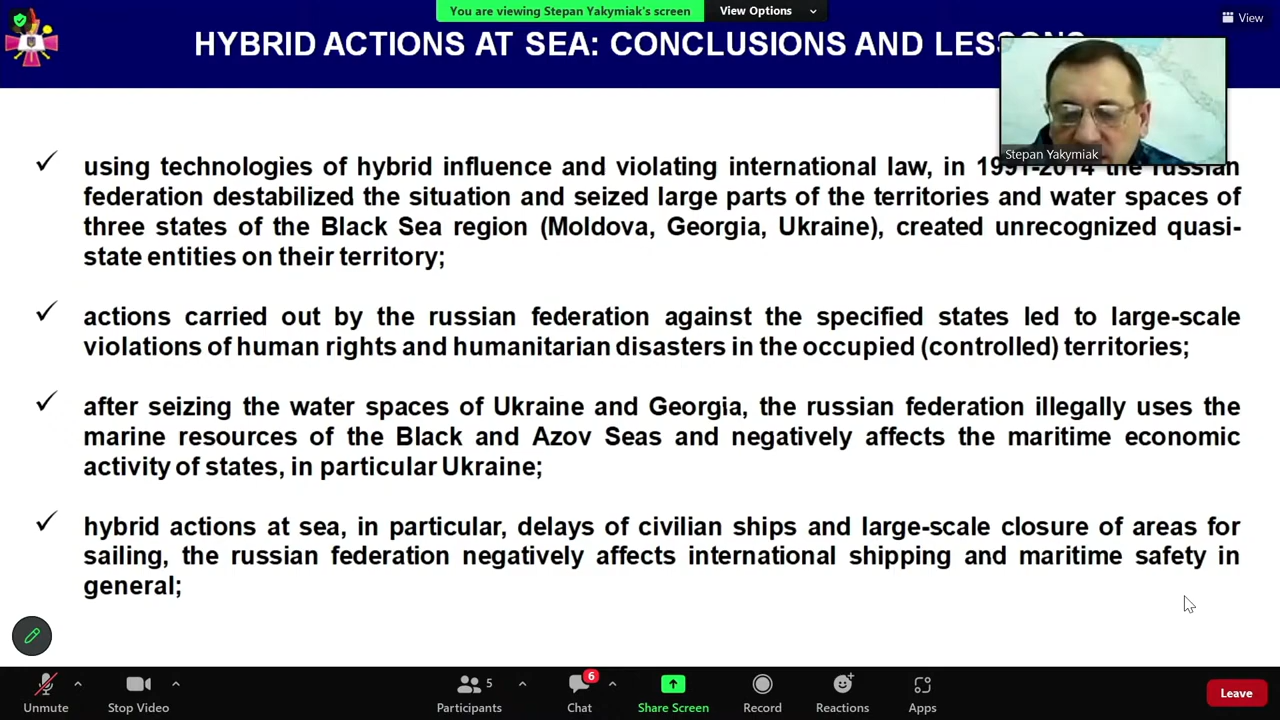 You are viewing Stepan Yakymiak's screen
View Options
View
HYBRID ACTIONS AT SEA: CONCLUSIONS AND LESSONS
Stepan Yakymiak
using technologies of hybrid influence and violating international law, in 1991-2014 the russian
federation destabilized the situation and seized large parts of the territories and water spaces of
three states of the Black Sea region (Moldova, Georgia, Ukraine), created unrecognized quasi-
state entities on their territory;
actions carried out by the russian federation against the specified states led to large-scale
violations of human rights and humanitarian disasters in the occupied (controlled) territories;
after seizing the water spaces of Ukraine and Georgia, the russian federation illegally uses the
marine resources of the Black and Azov Seas and negatively affects the maritime economic
activity of states, in particular Ukraine;
hybrid actions at sea, in particular, delays of civilian ships and large-scale closure of areas for
sailing, the russian federation negatively affects international shipping and maritime safety in
general;
5
6
Unmute
Stop Video
Participants
Chat
Share Screen
Record
Reactions
Apps
Leave